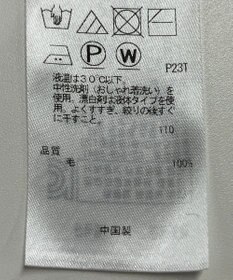 P W
P23T
液温は30℃以下。
中性洗剤(おしゃれ着洗い)を
使用。漂白剤は液体タイプを使
用。よくすすぎ、絞りの後すぐ
に干すこと。
110
品質
毛 100%
中国製